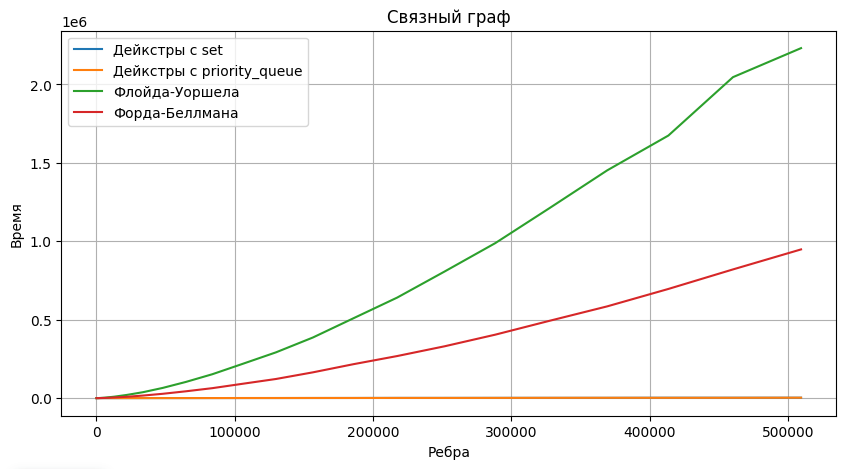 Связный граф
1e6
Дейкстры с set
Дейкстры с priority_queue
Флойда-Уоршела
Форда-Беллмана
2.0
1.5
1.0
0.5
0.0
Время
0 100000 200000 300000 400000 500000
Ребра